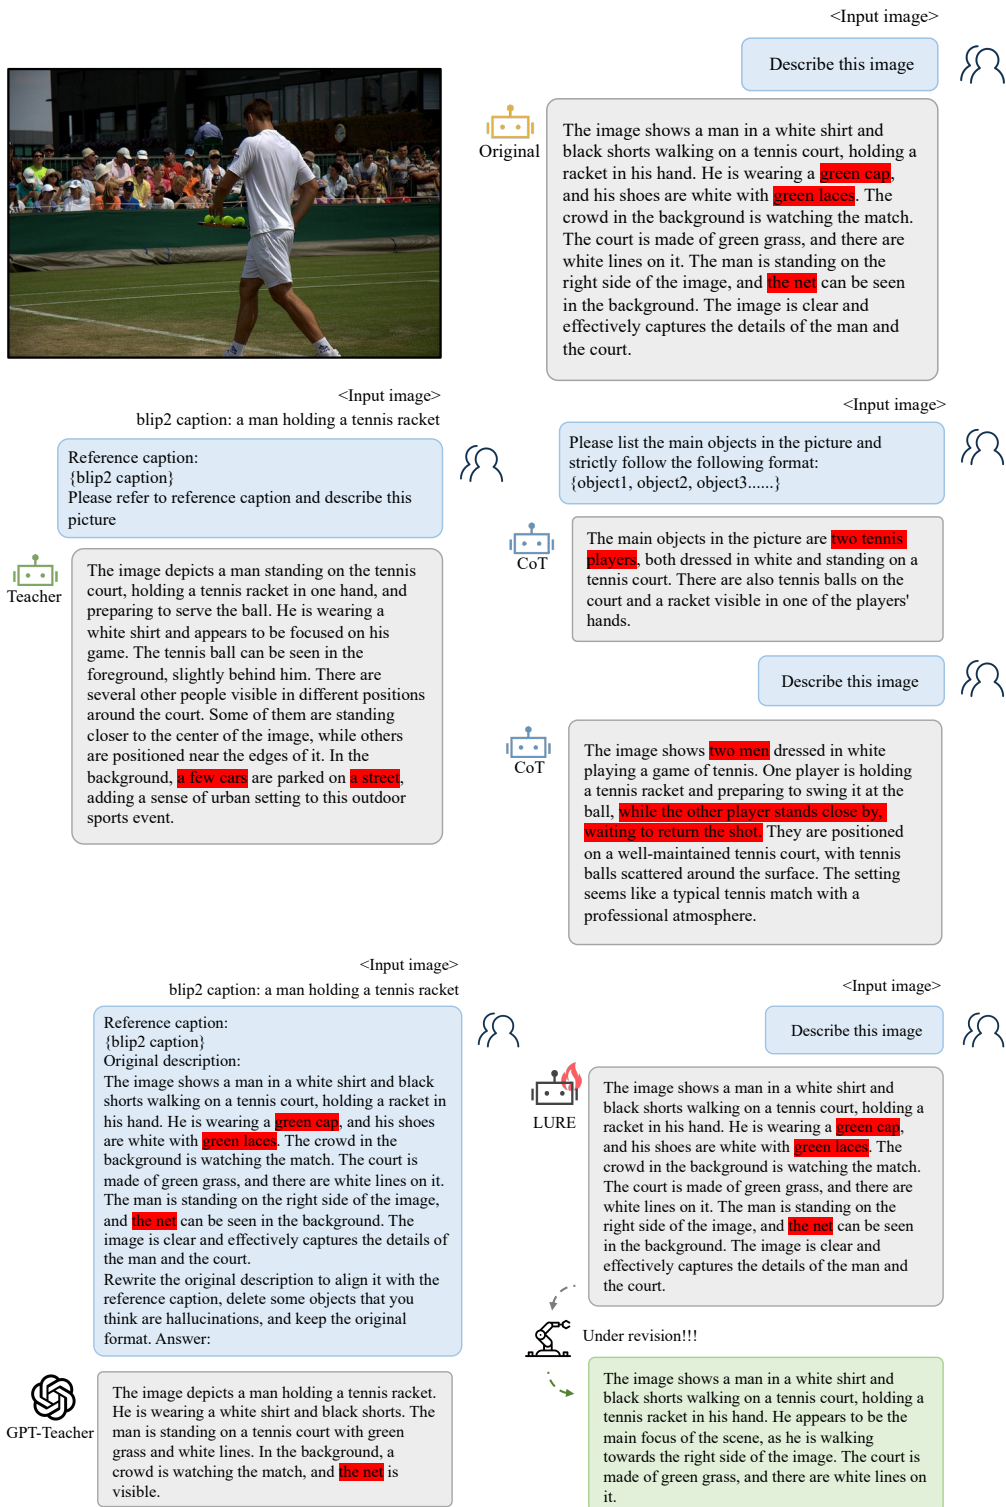 <Input image>
Describe this image
Original
The image shows a man in a white shirt and
black shorts walking on a tennis court, holding a
racket in his hand. He is wearing a green cap,
and his shoes are white with green laces. The
crowd in the background is watching the match.
The court is made of green grass, and there are
white lines on it. The man is standing on the
right side of the image, and the net can be seen
in the background. The image is clear and
effectively captures the details of the man and
the court.
<Input image>
blip2 caption: a man holding a tennis racket
Reference caption:
{blip2 caption}
Please refer to reference caption and describe this
picture
Teacher
The image depicts a man standing on the tennis
court, holding a tennis racket in one hand, and
preparing to serve the ball. He is wearing a
white shirt and appears to be focused on his
game. The tennis ball can be seen in the
foreground, slightly behind him. There are
several other people visible in different positions
around the court. Some of them are standing
closer to the center of the image, while others
are positioned near the edges of it. In the
background, a few cars are parked on a street,
adding a sense of urban setting to this outdoor
sports event.
<Input image>
Please list the main objects in the picture and
strictly follow the following format:
{object1, object2, object3......}
CoT
The main objects in the picture are two tennis
players, both dressed in white and standing on a
tennis court. There are also tennis balls on the
court and a racket visible in one of the players'
hands.
Describe this image
CoT
The image shows two men dressed in white
playing a game of tennis. One player is holding
a tennis racket and preparing to swing it at the
ball, while the other player stands close by,
waiting to return the shot. They are positioned
on a well-maintained tennis court, with tennis
balls scattered around the surface. The setting
seems like a typical tennis match with a
professional atmosphere.
<Input image>
blip2 caption: a man holding a tennis racket
Reference caption:
{blip2 caption}
Original description:
The image shows a man in a white shirt and black
shorts walking on a tennis court, holding a racket in
his hand. He is wearing a green cap, and his shoes
are white with green laces. The crowd in the
background is watching the match. The court is
made of green grass, and there are white lines on it.
The man is standing on the right side of the image,
and the net can be seen in the background. The
image is clear and effectively captures the details of
the man and the court.
Rewrite the original description to align it with the
reference caption, delete some objects that you
think are hallucinations, and keep the original
format. Answer:
GPT-Teacher
The image depicts a man holding a tennis racket.
He is wearing a white shirt and black shorts. The
man is standing on a tennis court with green
grass and white lines. In the background, a
crowd is watching the match, and the net is
visible.
<Input image>
Describe this image
LURE
The image shows a man in a white shirt and
black shorts walking on a tennis court, holding a
racket in his hand. He is wearing a green cap,
and his shoes are white with green laces. The
crowd in the background is watching the match.
The court is made of green grass, and there are
white lines on it. The man is standing on the
right side of the image, and the net can be seen
in the background. The image is clear and
effectively captures the details of the man and
the court.
Under revision!!!
The image shows a man in a white shirt and
black shorts walking on a tennis court, holding a
tennis racket in his hand. He appears to be the
main focus of the scene, as he is walking
towards the right side of the image. The court is
made of green grass, and there are white lines on
it.